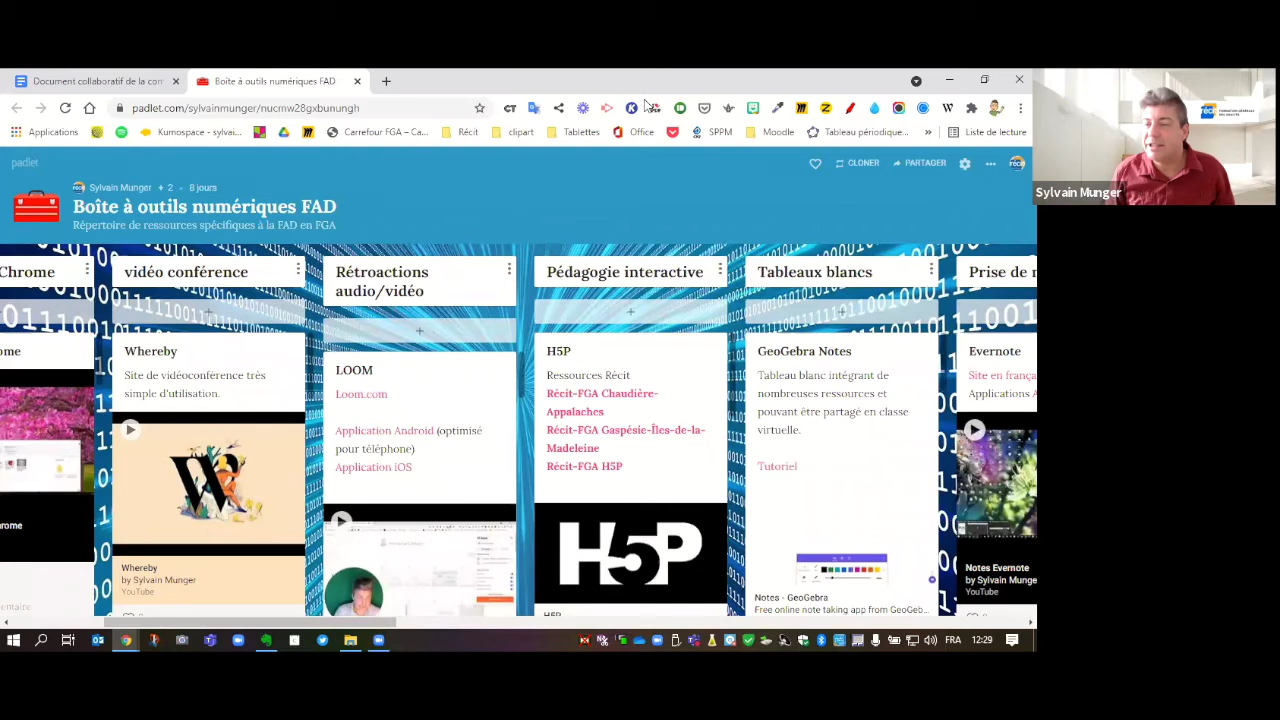 Document collaboratif de la con
Boîte à outils numériques FAD
padlet.com/sylvainmunger/nucmw28gxbunungh
Applications
Kumospace - sylvai...
Carrefour FGA – Ca...
Récit
clipart
Tablettes
Office
SPPM
Moodle
Tableau périodique...
»
Liste de lecture
padlet
CLONER
PARTAGER
Sylvain Munger + 2 - 8 jours
Boîte à outils numériques FAD
Répertoire de ressources spécifiques à la FAD en FGA
Sylvain Munger
Chrome
ome
hrome
mentaire
vidéo conférence
Whereby
Site de vidéoconférence très
simple d'utilisation.
W
Whereby
by Sylvain Munger
YouTube
Rétroactions
audio/vidéo
LOOM
Loom.com
Application Android (optimisé
pour téléphone)
Application iOS
Pédagogie interactive
H5P
Ressources Récit
Récit-FGA Chaudière-
Appalaches
Récit-FGA Gaspésie-Îles-de-la-
Madeleine
Récit-FGA H5P
H5P
H5P
Tableaux blancs
GeoGebra Notes
Tableau blanc intégrant de
nombreuses ressources et
pouvant être partagé en classe
virtuelle.
Tutoriel
Notes - GeoGebra
Free online note taking app from GeoGeb...
Prise de n
Evernote
Site en frança
Applications A
Notes Evernote
by Sylvain Mun
YouTube
FRA
12:29